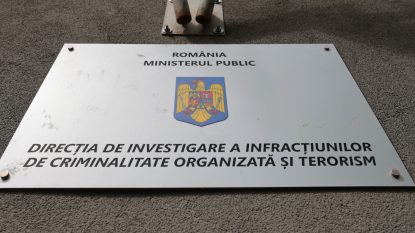 ROMÂNIA
MINISTERUL PUBLIC
DIRECȚIA DE INVESTIGARE A INFRACȚIUNILOR
DE CRIMINALITATE ORGANIZATĂ ȘI TERORISM